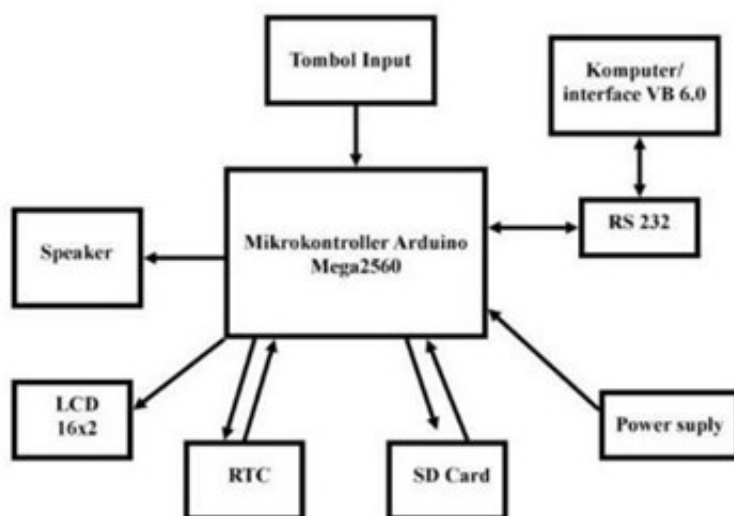 Tombol Input
Komputer/
interface VB 6.0
Mikrokontroller Arduino
Mega2560
RS 232
Speaker
LCD
16x2
RTC
SD Card
Power suply